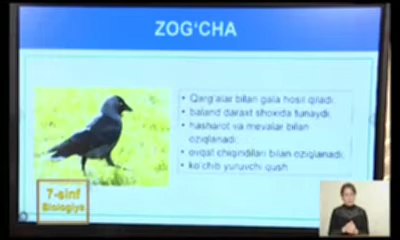 ZOG‘CHA
• Qarg‘alar bilan gala hosil qiladi.
• baland daraxt shoxida tunaydi,
• hasharot va mevalar bilan
oziqlanadi,
• ovqat chiqindilari bilan oziqlanadi,
• ko‘chib yuruvchi qush
7-sinf
Biologiya